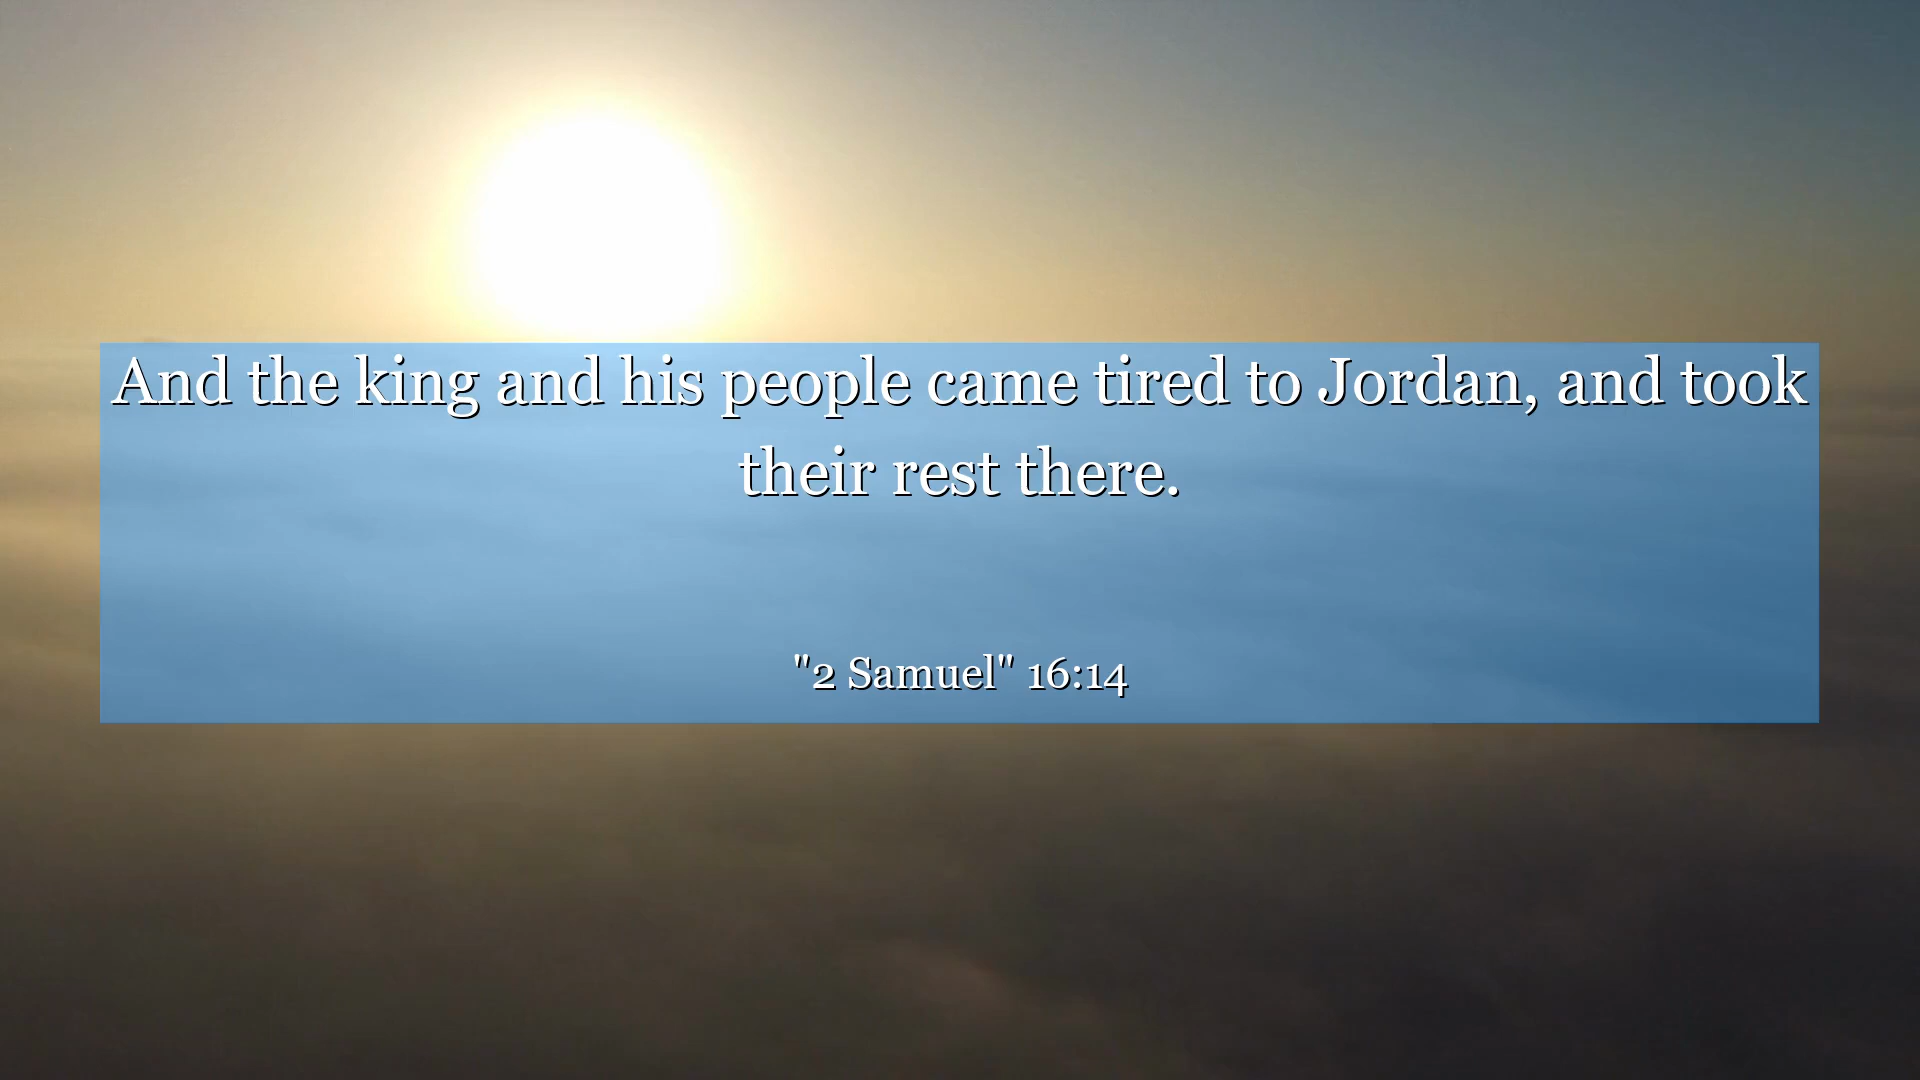 And the king and his people came tired to Jordan, and took
their rest there.
"2 Samuel" 16:14